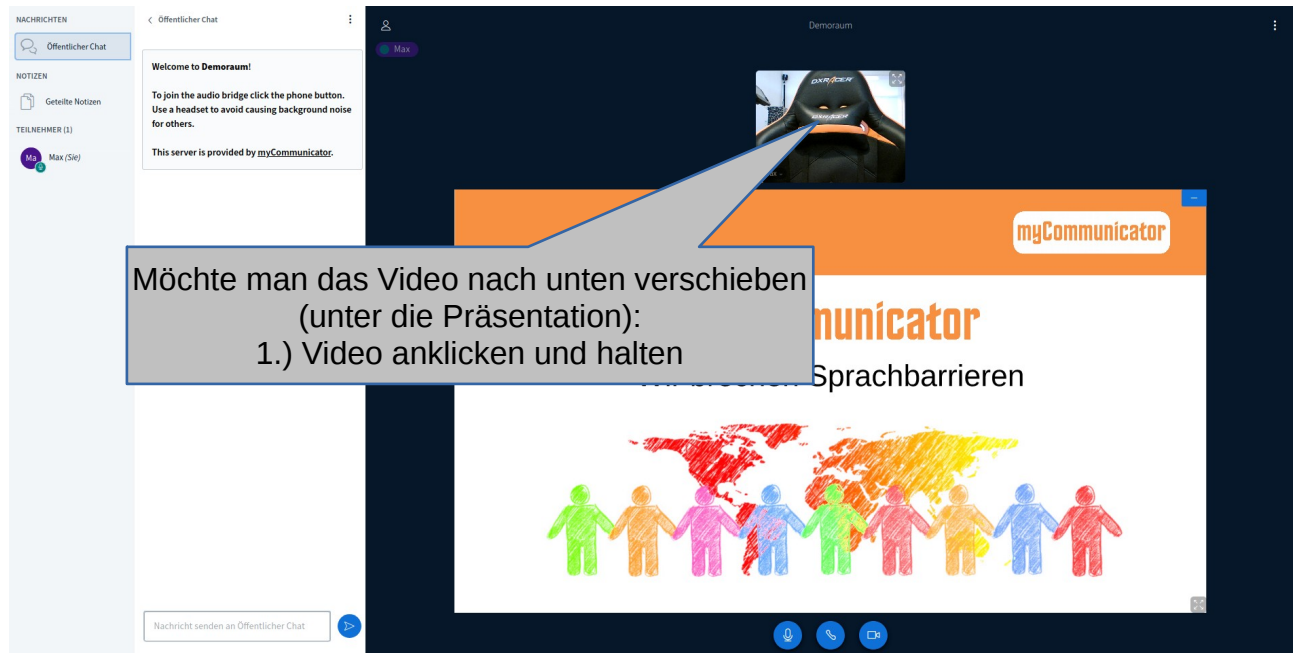 NACHRICHTEN
Öffentlicher Chat
NOTIZEN
Geteilte Notizen
TEILNEHMER (1)
Ma
Max (Sie)
Öffentlicher Chat
Welcome to Demoraum!
To join the audio bridge click the phone button.
Use a headset to avoid causing background noise
for others.
This server is provided by myCommunicator.
Nachricht senden an Öffentlicher Chat
Demoraum
Max
DXRACER
myCommunicator
Möchte man das Video nach unten verschieben
(unter die Präsentation):
1.) Video anklicken und halten
municator
Sprachbarrieren